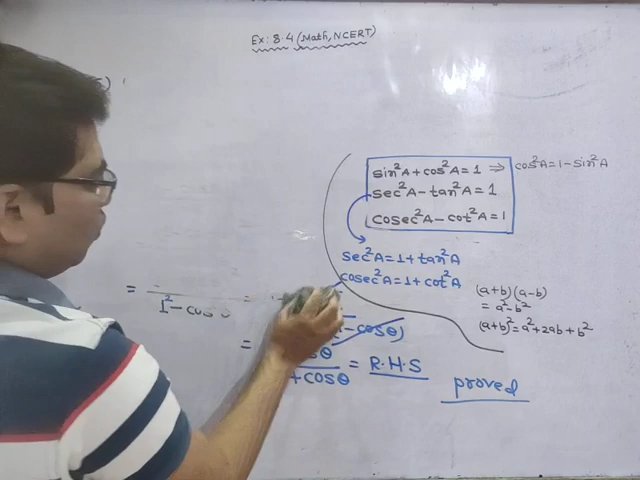 Ex: 8.4 (Math, NCERT)
sin²A + cos²A = 1 ⇒ cos²A = 1 − sin²A
sec²A − tan²A = 1
cosec²A − cot²A = 1
sec²A = 1 + tan²A
cosec²A = 1 + cot²A
(a+b)(a−b)
= a² − b²
(a+b)² = a² + 2ab + b²
=
1² − cos
=
− cosθ)
=
+ cosθ
= R.H.S
proved